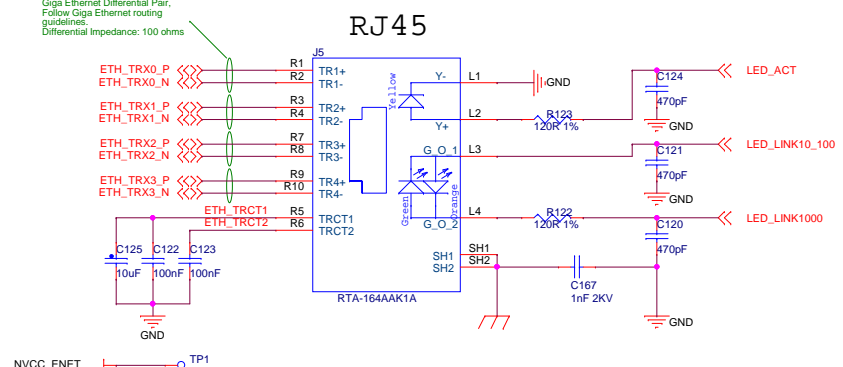 Giga Ethernet Differential Pair,
Follow Giga Ethernet routing
guidelines.
Differential Impedance: 100 ohms
RJ45
J5
ETH_TRX0_P R1 TR1+
ETH_TRX0_N R2 TR1-
ETH_TRX1_P R3 TR2+
ETH_TRX1_N R4 TR2-
ETH_TRX2_P R7 TR3+
ETH_TRX2_N R8 TR3-
ETH_TRX3_P R9 TR4+
ETH_TRX3_N R10 TR4-
ETH_TRCT1 R5 TRCT1
ETH_TRCT2 R6 TRCT2
Yellow
Green
Orange
Y- L1 GND
Y+ L2 R123
120R 1%
G_O_1 L3
G_O_2 L4 R122
120R 1%
SH1 SH1
SH2 SH2
RTA-164AAK1A
C124
470pF
GND
LED_ACT
C121
470pF
GND
LED_LINK10_100
C120
470pF
GND
LED_LINK1000
C167
1nF 2KV
C125
10uF
C122
100nF
C123
100nF
GND
NVCC_ENET
TP1